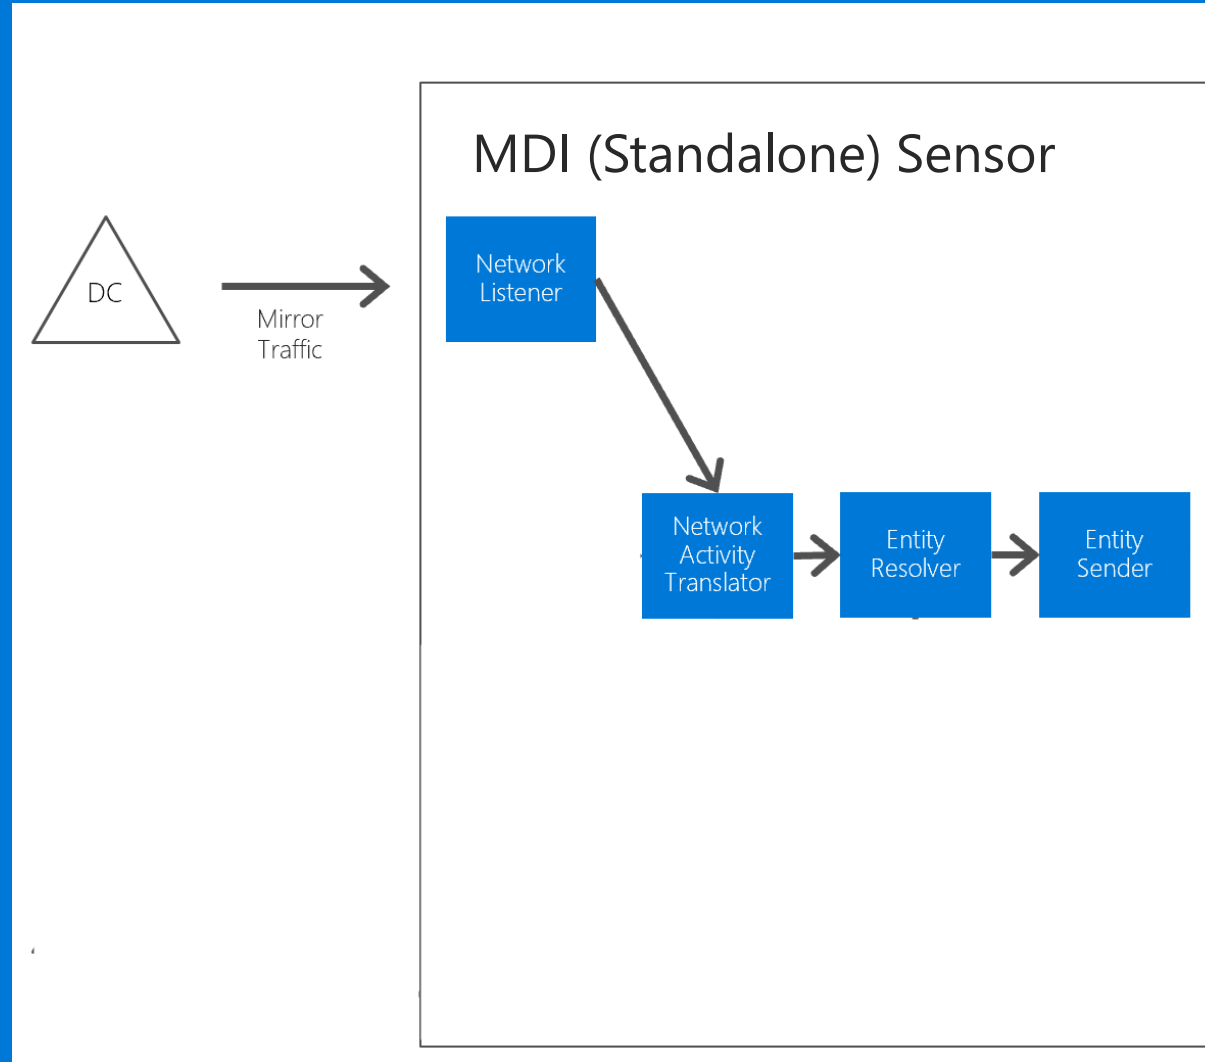 MDI (Standalone) Sensor
DC
Mirror
Traffic
Network
Listener
Network
Activity
Translator
Entity
Resolver
Entity
Sender